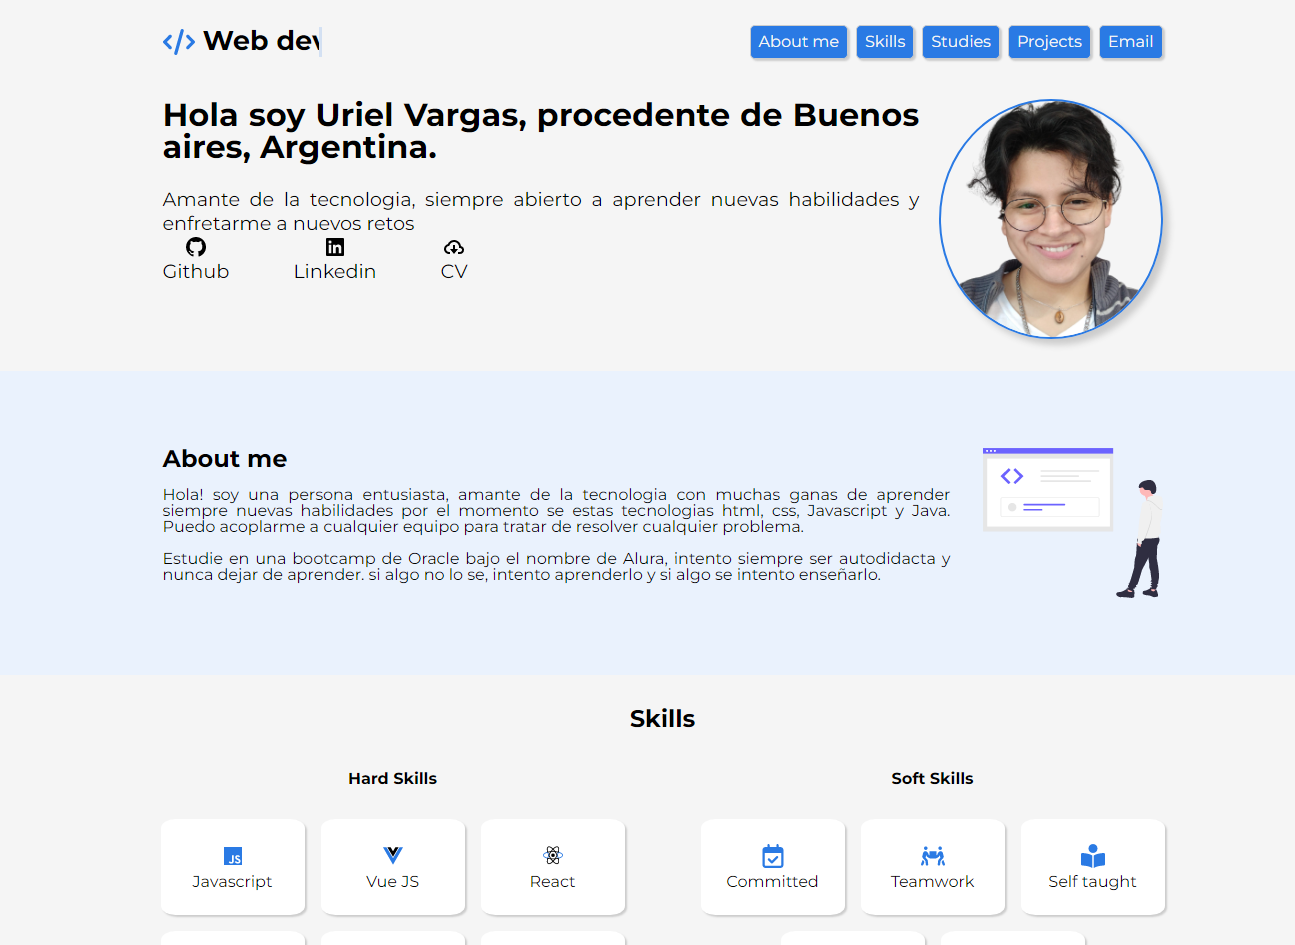 </> Web dev
About me Skills Studies Projects Email
Hola soy Uriel Vargas, procedente de Buenos
aires, Argentina.
Amante de la tecnologia, siempre abierto a aprender nuevas habilidades y
enfretarme a nuevos retos
Github Linkedin CV
About me
Hola! soy una persona entusiasta, amante de la tecnologia con muchas ganas de aprender
siempre nuevas habilidades por el momento se estas tecnologias html, css, Javascript y Java.
Puedo acoplarme a cualquier equipo para tratar de resolver cualquier problema.
Estudie en una bootcamp de Oracle bajo el nombre de Alura, intento siempre ser autodidacta y
nunca dejar de aprender. si algo no lo se, intento aprenderlo y si algo se intento enseñarlo.
Skills
Hard Skills
JS
Javascript Vue JS React
Soft Skills
Committed Teamwork Self taught